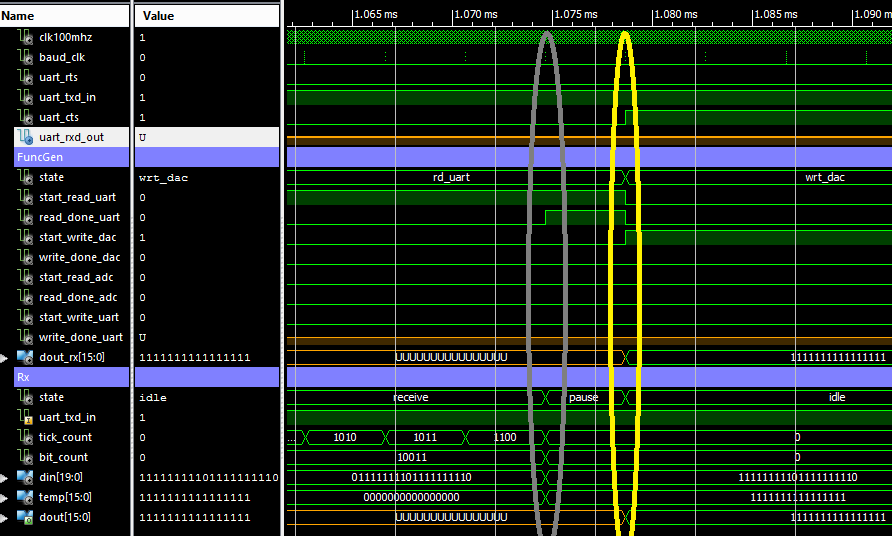 Name Value 1.065 ms 1.070 ms 1.075 ms 1.080 ms 1.085 ms 1.090 m
clk100mhz 1
baud_clk 0
uart_rts 0
uart_txd_in 1
uart_cts 1
uart_rxd_out U
FuncGen
state wrt_dac rd_uart wrt_dac
start_read_uart 0
read_done_uart 0
start_write_dac 1
write_done_dac 0
start_read_adc 0
read_done_adc 0
start_write_uart 0
write_done_uart U
dout_rx[15:0] 1111111111111111 UUUUUUUUUUUUUUUU 1111111111111111
Rx
state idle receive pause idle
uart_txd_in 1
tick_count 0 ... 1010 1011 1100 0
bit_count 0 10011 0
din[19:0] 11111111101111111110 01111111101111111110 11111111101111111110
temp[15:0] 1111111111111111 0000000000000000 1111111111111111
dout[15:0] 1111111111111111 UUUUUUUUUUUUUUUU 1111111111111111